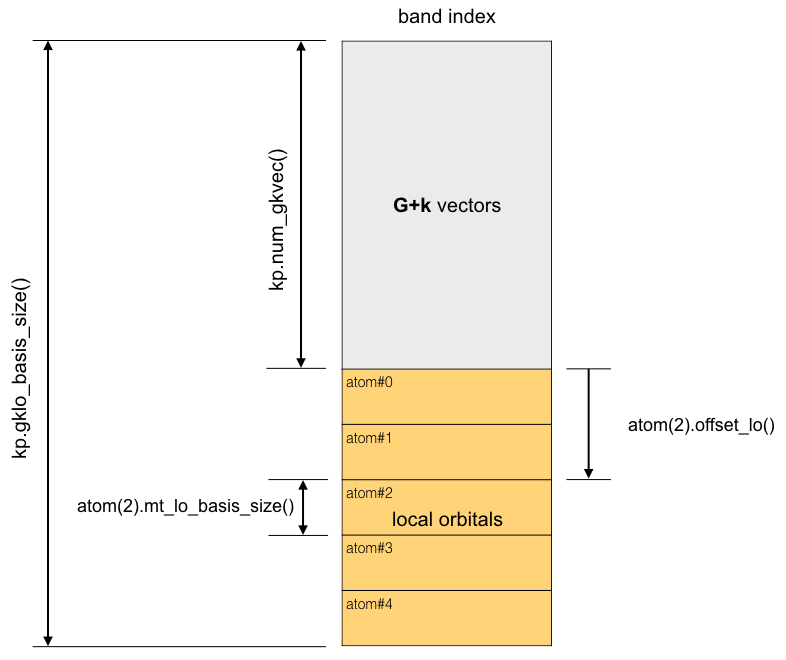 band index
kp.gklo_basis_size()
kp.num_gkvec()
G+k vectors
atom#0
atom#1
atom(2).offset_lo()
atom#2
atom(2).mt_lo_basis_size()
local orbitals
atom#3
atom#4